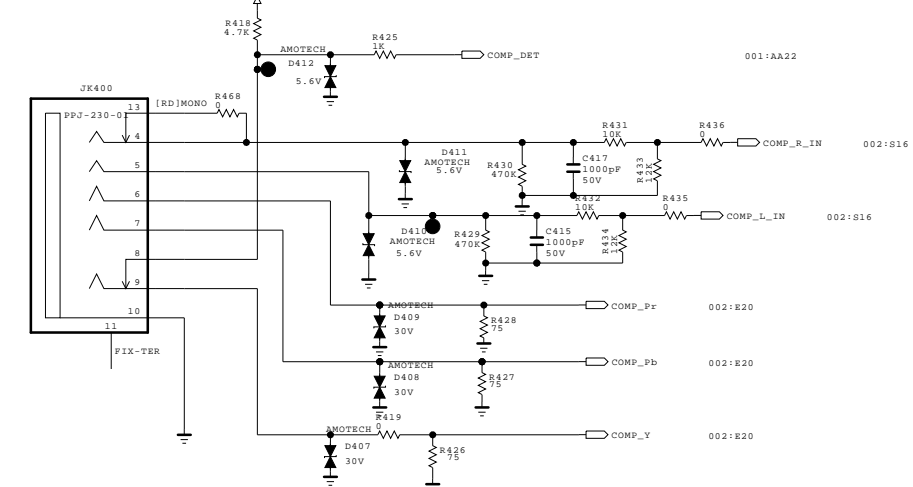 R418
4.7K
R425
1K
AMOTECH
COMP_DET
001:AA22
D412
5.6V
JK400
R468
0
[RD]MONO
13
PPJ-230-01
4
R431
10K
R436
0
COMP_R_IN
002:S16
D411
AMOTECH
5.6V
R430
470K
C417
1000pF
50V
R433
12K
5
6
R432
10K
R435
0
COMP_L_IN
002:S16
7
D410
AMOTECH
5.6V
R429
470K
C415
1000pF
50V
R434
12K
8
9
10
AMOTECH
COMP_Pr
002:E20
D409
30V
R428
75
11
FIX-TER
AMOTECH
COMP_Pb
002:E20
D408
30V
R427
75
R419
0
AMOTECH
COMP_Y
002:E20
D407
30V
R426
75